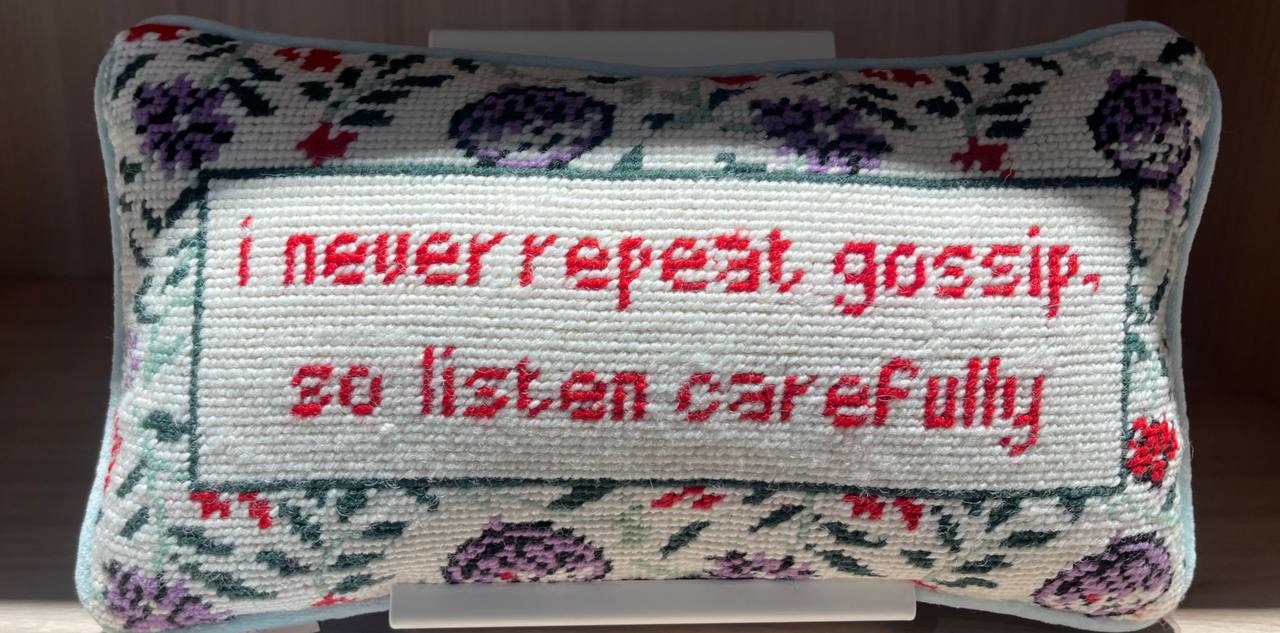 i never repeat gossip,
so listen carefully